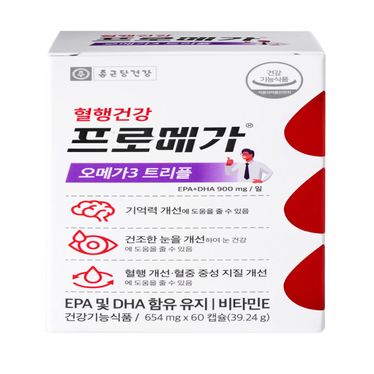 종근당건강
건강
기능식품
혈행건강
프로메가®
오메가3 트리플
EPA+DHA 900 mg / 일
기억력 개선에 도움을 줄 수 있음
건조한 눈을 개선하여 눈 건강
에 도움을 줄 수 있음
혈행 개선·혈중 중성 지질 개선
에 도움을 줄 수 있음
EPA 및 DHA 함유 유지 | 비타민E
건강기능식품 / 654 mg x 60 캡슐(39.24 g)